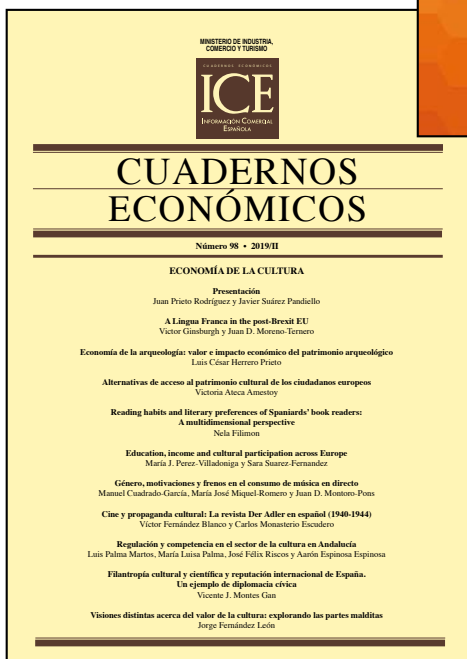 MINISTERIO DE INDUSTRIA,
COMERCIO Y TURISMO
CUADERNOS ECONÓMICOS
ICE
INFORMACIÓN COMERCIAL
ESPAÑOLA
CUADERNOS
ECONÓMICOS
Número 98 • 2019/II
ECONOMÍA DE LA CULTURA
Presentación
Juan Prieto Rodríguez y Javier Suárez Pandiello
A Lingua Franca in the post-Brexit EU
Victor Ginsburgh y Juan D. Moreno-Ternero
Economía de la arqueología: valor e impacto económico del patrimonio arqueológico
Luis César Herrero Prieto
Alternativas de acceso al patrimonio cultural de los ciudadanos europeos
Victoria Ateca Amestoy
Reading habits and literary preferences of Spaniards' book readers:
A multidimensional perspective
Nela Filimon
Education, income and cultural participation across Europe
María J. Perez-Villadoniga y Sara Suarez-Fernandez
Género, motivaciones y frenos en el consumo de música en directo
Manuel Cuadrado-García, María José Miquel-Romero y Juan D. Montoro-Pons
Cine y propaganda cultural: La revista Der Adler en español (1940-1944)
Víctor Fernández Blanco y Carlos Monasterio Escudero
Regulación y competencia en el sector de la cultura en Andalucía
Luis Palma Martos, María Luisa Palma, José Félix Riscos y Aarón Espinosa Espinosa
Filantropía cultural y científica y reputación internacional de España.
Un ejemplo de diplomacia cívica
Vicente J. Montes Gan
Visiones distintas acerca del valor de la cultura: explorando las partes malditas
Jorge Fernández León